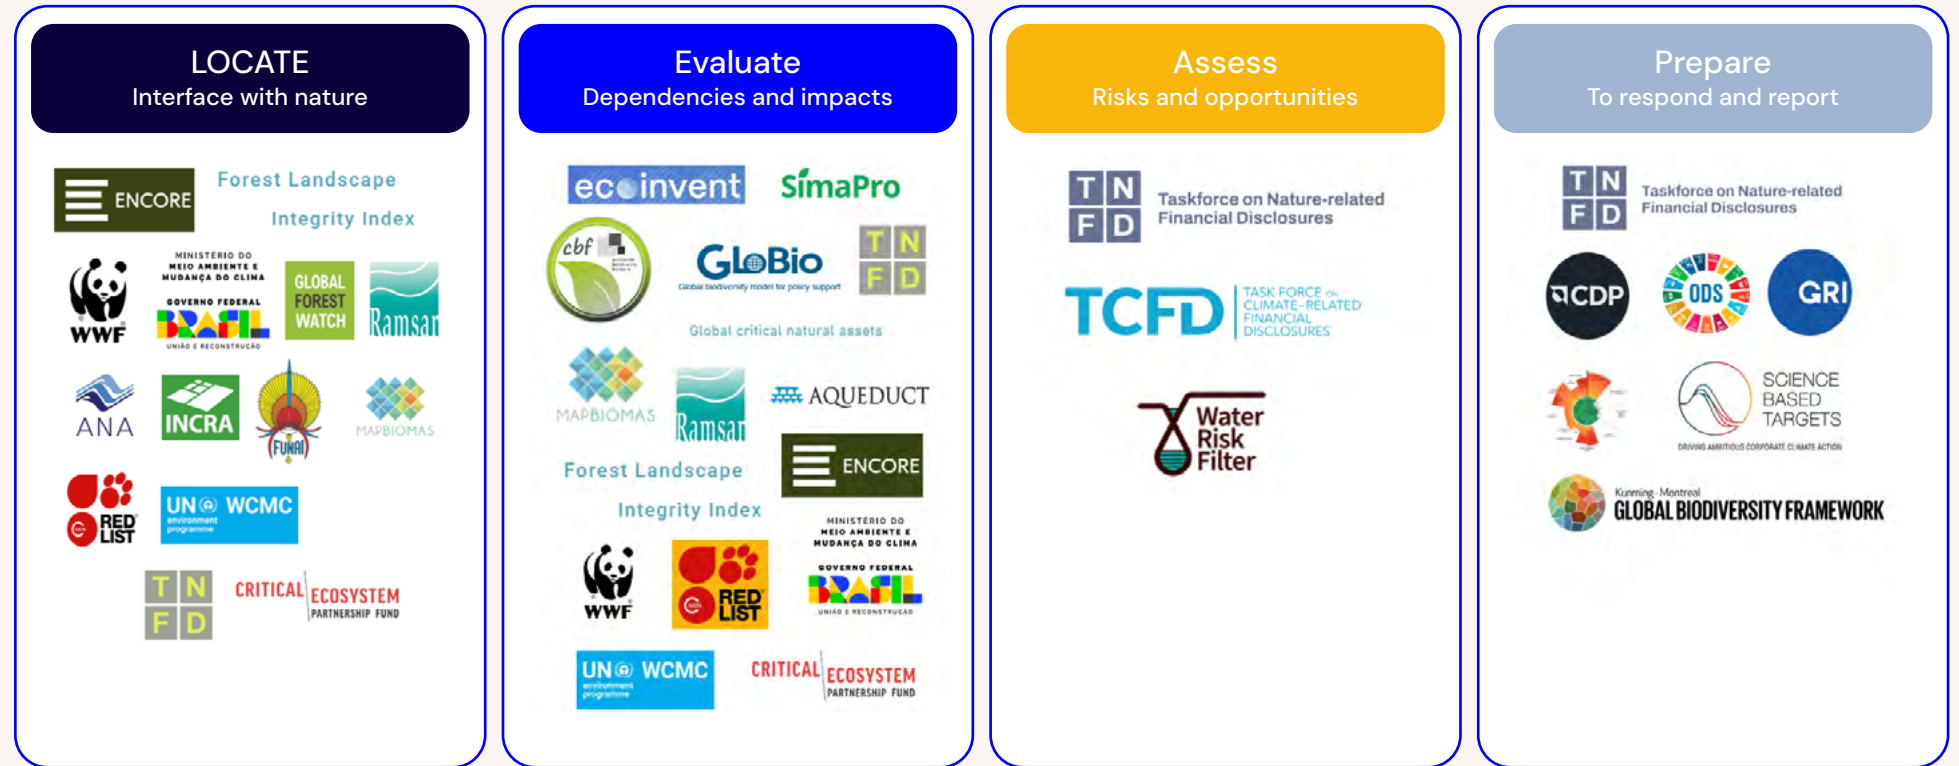 LOCATE
Interface with nature
ENCORE
Forest Landscape
Integrity Index
WWF
MINISTÉRIO DO
MEIO AMBIENTE E
MUDANÇA DO CLIMA
GOVERNO FEDERAL
BRASIL
UNIÃO E RECONSTRUÇÃO
GLOBAL
FOREST
WATCH
Ramsar
ANA
INCRA
FUNAI
MAPBIOMAS
RED
LIST
UN WCMC
environment
programme
T N
F D
CRITICAL ECOSYSTEM
PARTNERSHIP FUND
Evaluate
Dependencies and impacts
ecoinvent
SimaPro
cbf
GLOBIO
Global biodiversity model for policy support
T N
F D
Global critical natural assets
MAPBIOMAS
Ramsar
AQUEDUCT
ENCORE
Forest Landscape
Integrity Index
WWF
RED
LIST
MINISTÉRIO DO
MEIO AMBIENTE E
MUDANÇA DO CLIMA
GOVERNO FEDERAL
BRASIL
UNIÃO E RECONSTRUÇÃO
UN WCMC
environment
programme
CRITICAL ECOSYSTEM
PARTNERSHIP FUND
Assess
Risks and opportunities
T N
F D
Taskforce on Nature-related
Financial Disclosures
TCFD
TASK FORCE ON
CLIMATE-RELATED
FINANCIAL
DISCLOSURES
Water
Risk
Filter
Prepare
To respond and report
T N
F D
Taskforce on Nature-related
Financial Disclosures
CDP
ODS
GRI
SCIENCE
BASED
TARGETS
DRIVING AMBITIOUS CORPORATE CLIMATE ACTION
Kunming-Montreal
GLOBAL BIODIVERSITY FRAMEWORK